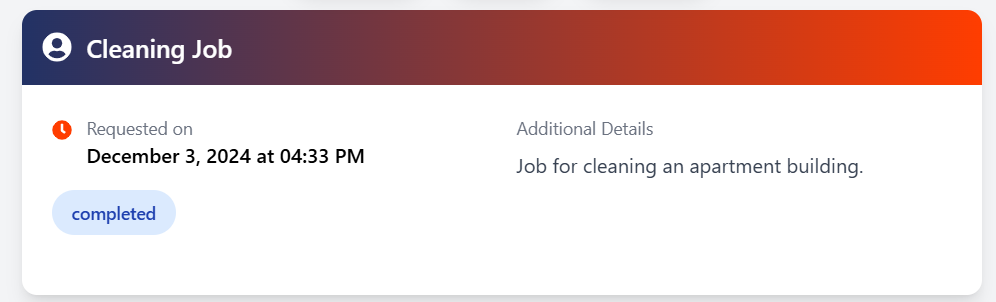 Cleaning Job
Requested on
December 3, 2024 at 04:33 PM
completed
Additional Details
Job for cleaning an apartment building.